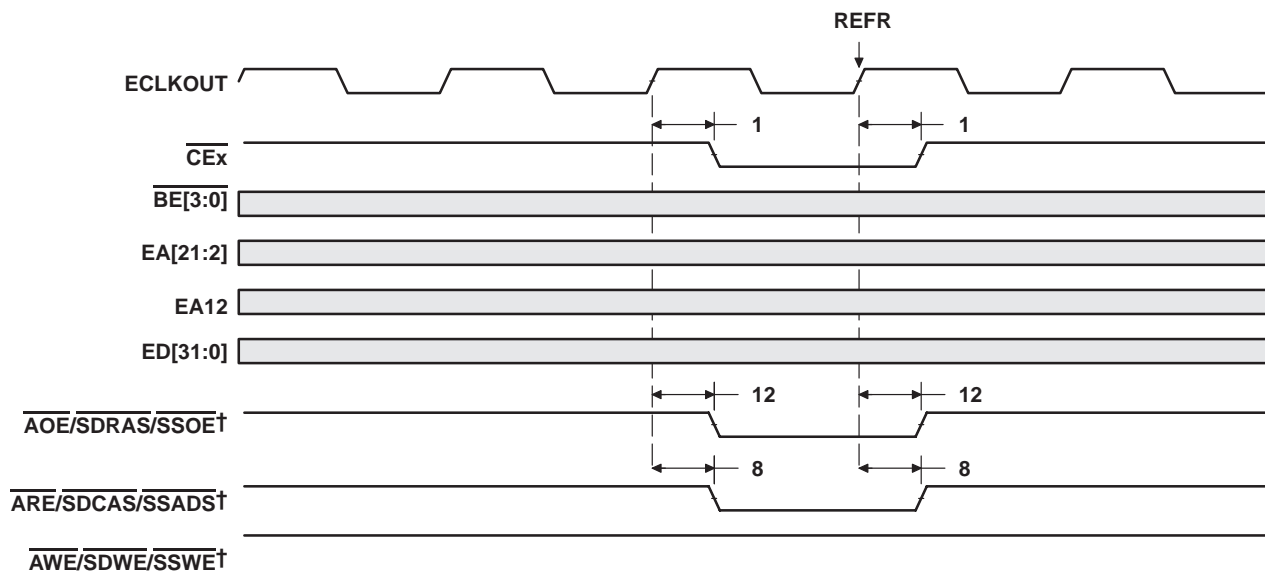 REFR
ECLKOUT
1 1
CEx
BE[3:0]
EA[21:2]
EA12
ED[31:0]
12 12
AOE/SDRAS/SSOE†
8 8
ARE/SDCAS/SSADS†
AWE/SDWE/SSWE†